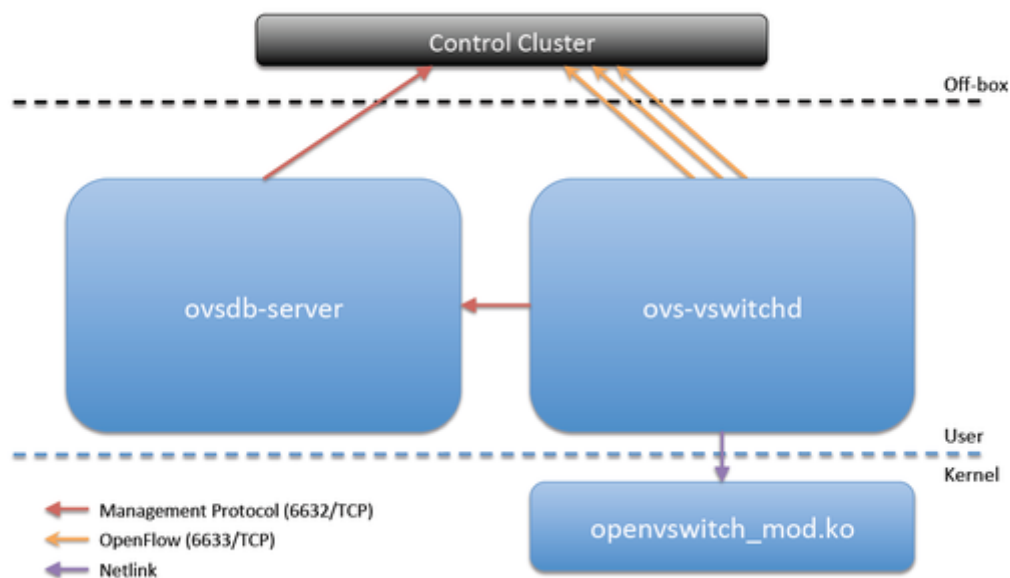 Control Cluster
Off-box
ovsdb-server
ovs-vswitchd
User
Kernel
Management Protocol (6632/TCP)
OpenFlow (6633/TCP)
Netlink
openvswitch_mod.ko